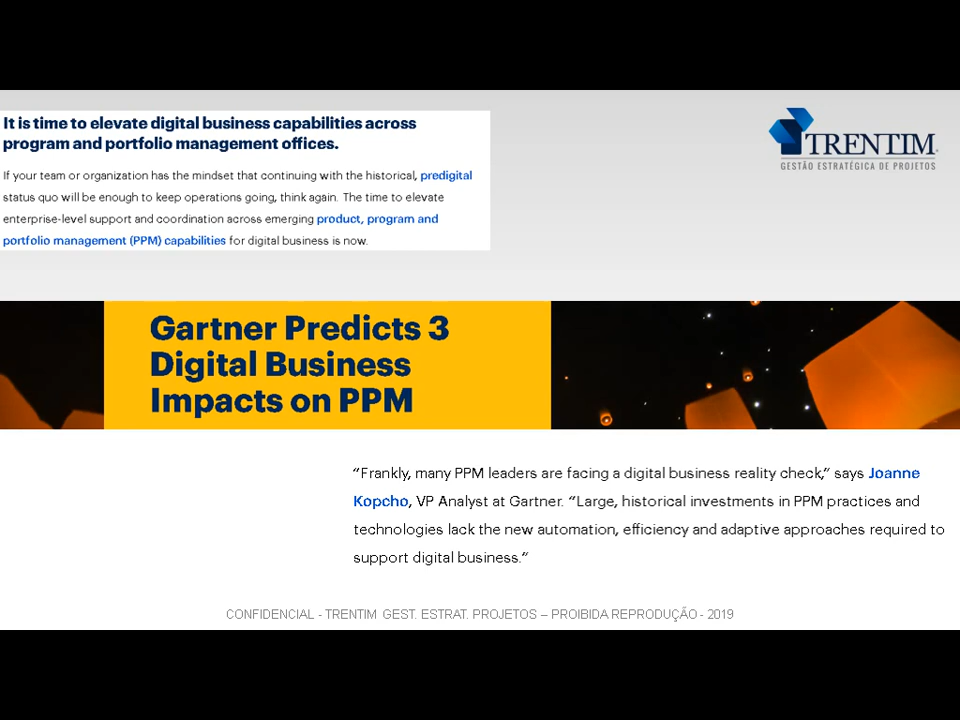 It is time to elevate digital business capabilities across
program and portfolio management offices.
If your team or organization has the mindset that continuing with the historical, predigital
status quo will be enough to keep operations going, think again. The time to elevate
enterprise-level support and coordination across emerging product, program and
portfolio management (PPM) capabilities for digital business is now.
TRENTIM
GESTÃO ESTRATÉGICA DE PROJETOS
Gartner Predicts 3
Digital Business
Impacts on PPM
“Frankly, many PPM leaders are facing a digital business reality check,” says Joanne
Kopcho, VP Analyst at Gartner. “Large, historical investments in PPM practices and
technologies lack the new automation, efficiency and adaptive approaches required to
support digital business.”
CONFIDENCIAL - TRENTIM GEST. ESTRAT. PROJETOS – PROIBIDA REPRODUÇÃO - 2019